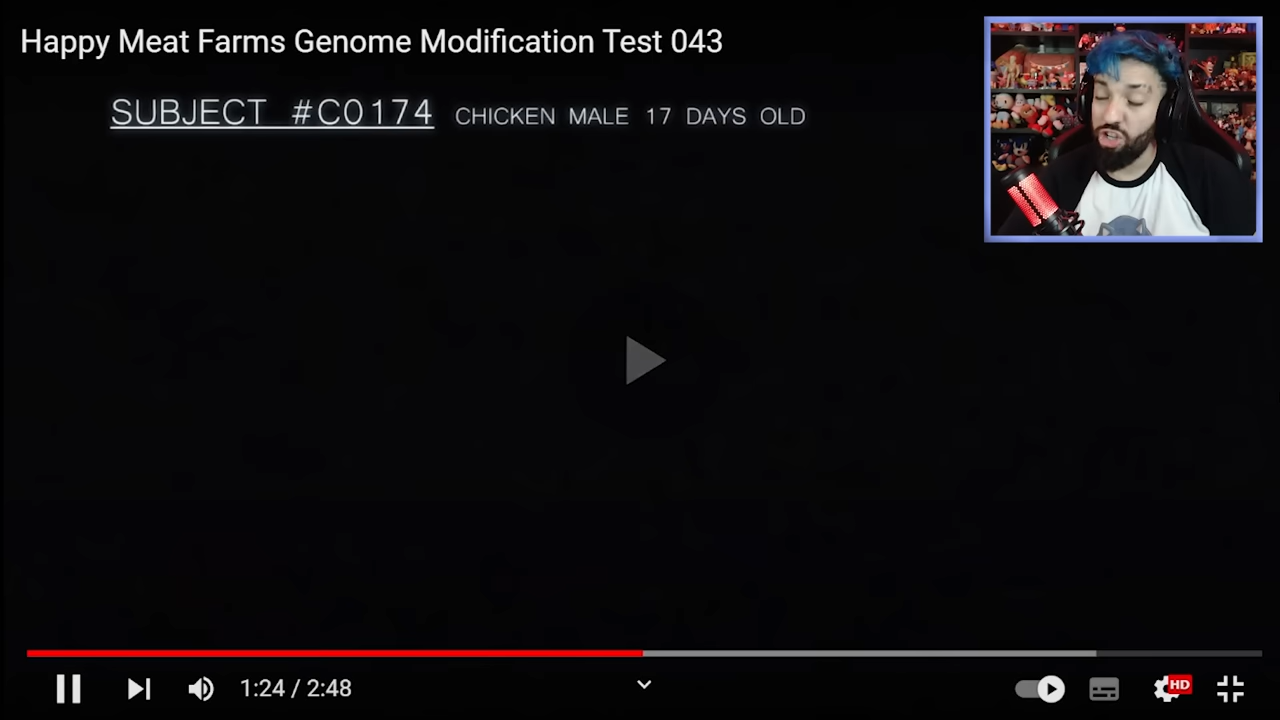 Happy Meat Farms Genome Modification Test 043
SUBJECT #C0174 CHICKEN MALE 17 DAYS OLD
1:24 / 2:48
HD